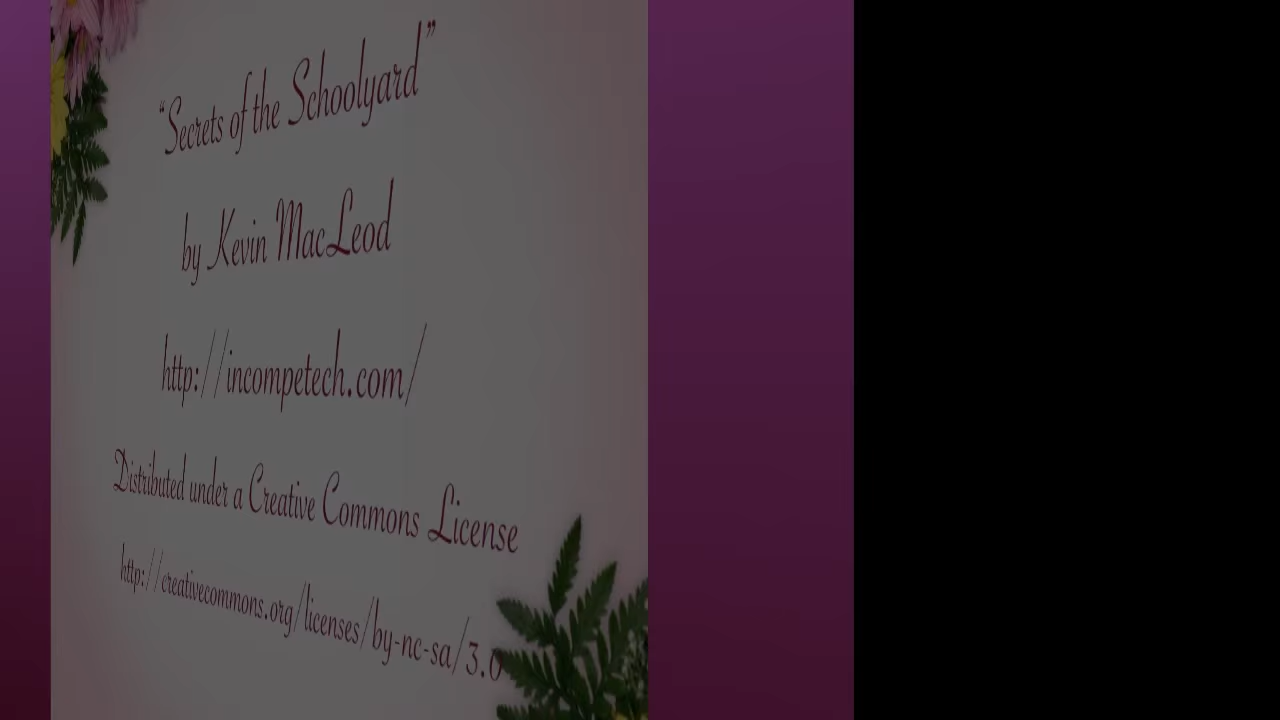 “Secrets of the Schoolyard”
by Kevin MacLeod
http://incompetech.com/
Distributed under a Creative Commons License
http://creativecommons.org/licenses/by-nc-sa/3.0